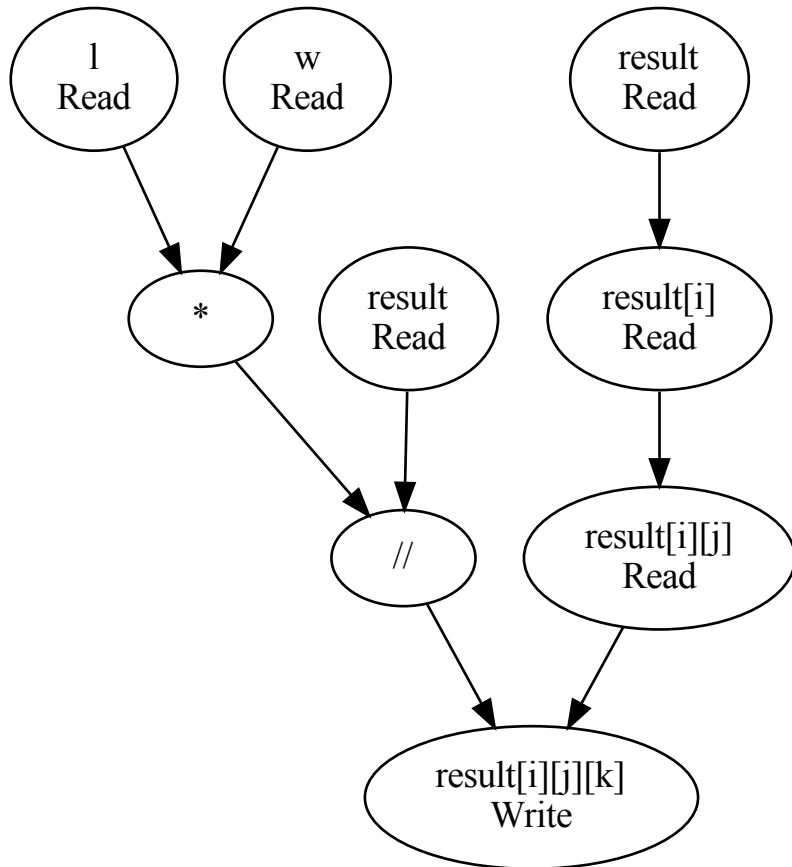 l
Read
w
Read
result
Read
*
result
Read
result[i]
Read
//
result[i][j]
Read
result[i][j][k]
Write